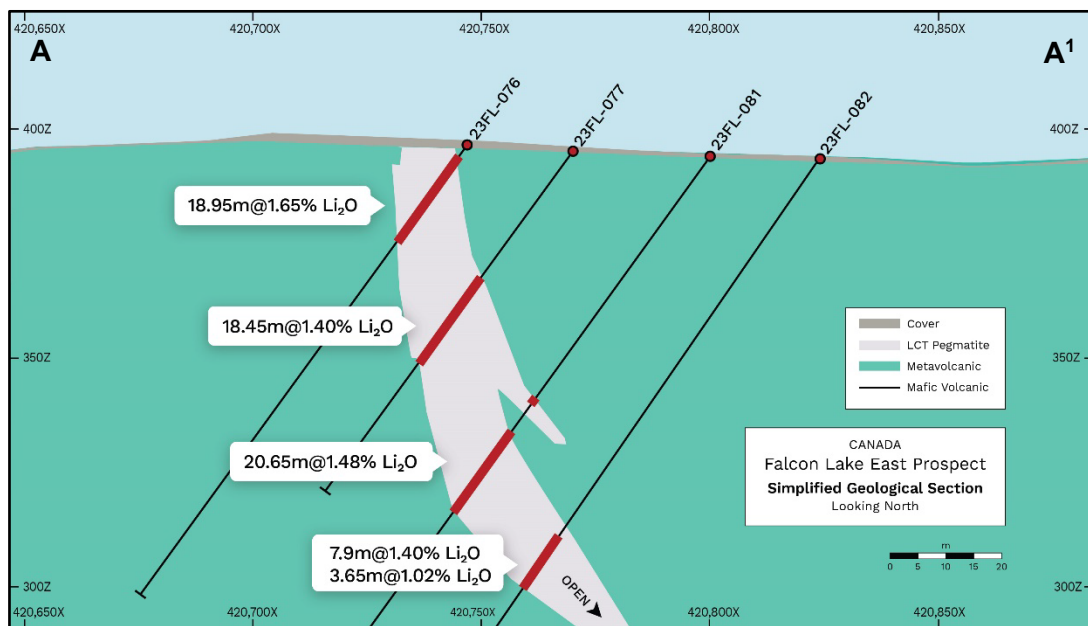 420,650X
420,700X
420,750X
420,800X
420,850X
A
A¹
23FL-076
23FL-077
23FL-081
23FL-082
400Z
400Z
18.95m@1.65% Li₂O
18.45m@1.40% Li₂O
Cover
LCT Pegmatite
Metavolcanic
Mafic Volcanic
350Z
350Z
20.65m@1.48% Li₂O
CANADA
Falcon Lake East Prospect
Simplified Geological Section
Looking North
7.9m@1.40% Li₂O
3.65m@1.02% Li₂O
m
0 5 10 15 20
OPEN
300Z
300Z
420,650X
420,700X
420,750X
420,800X
420,850X